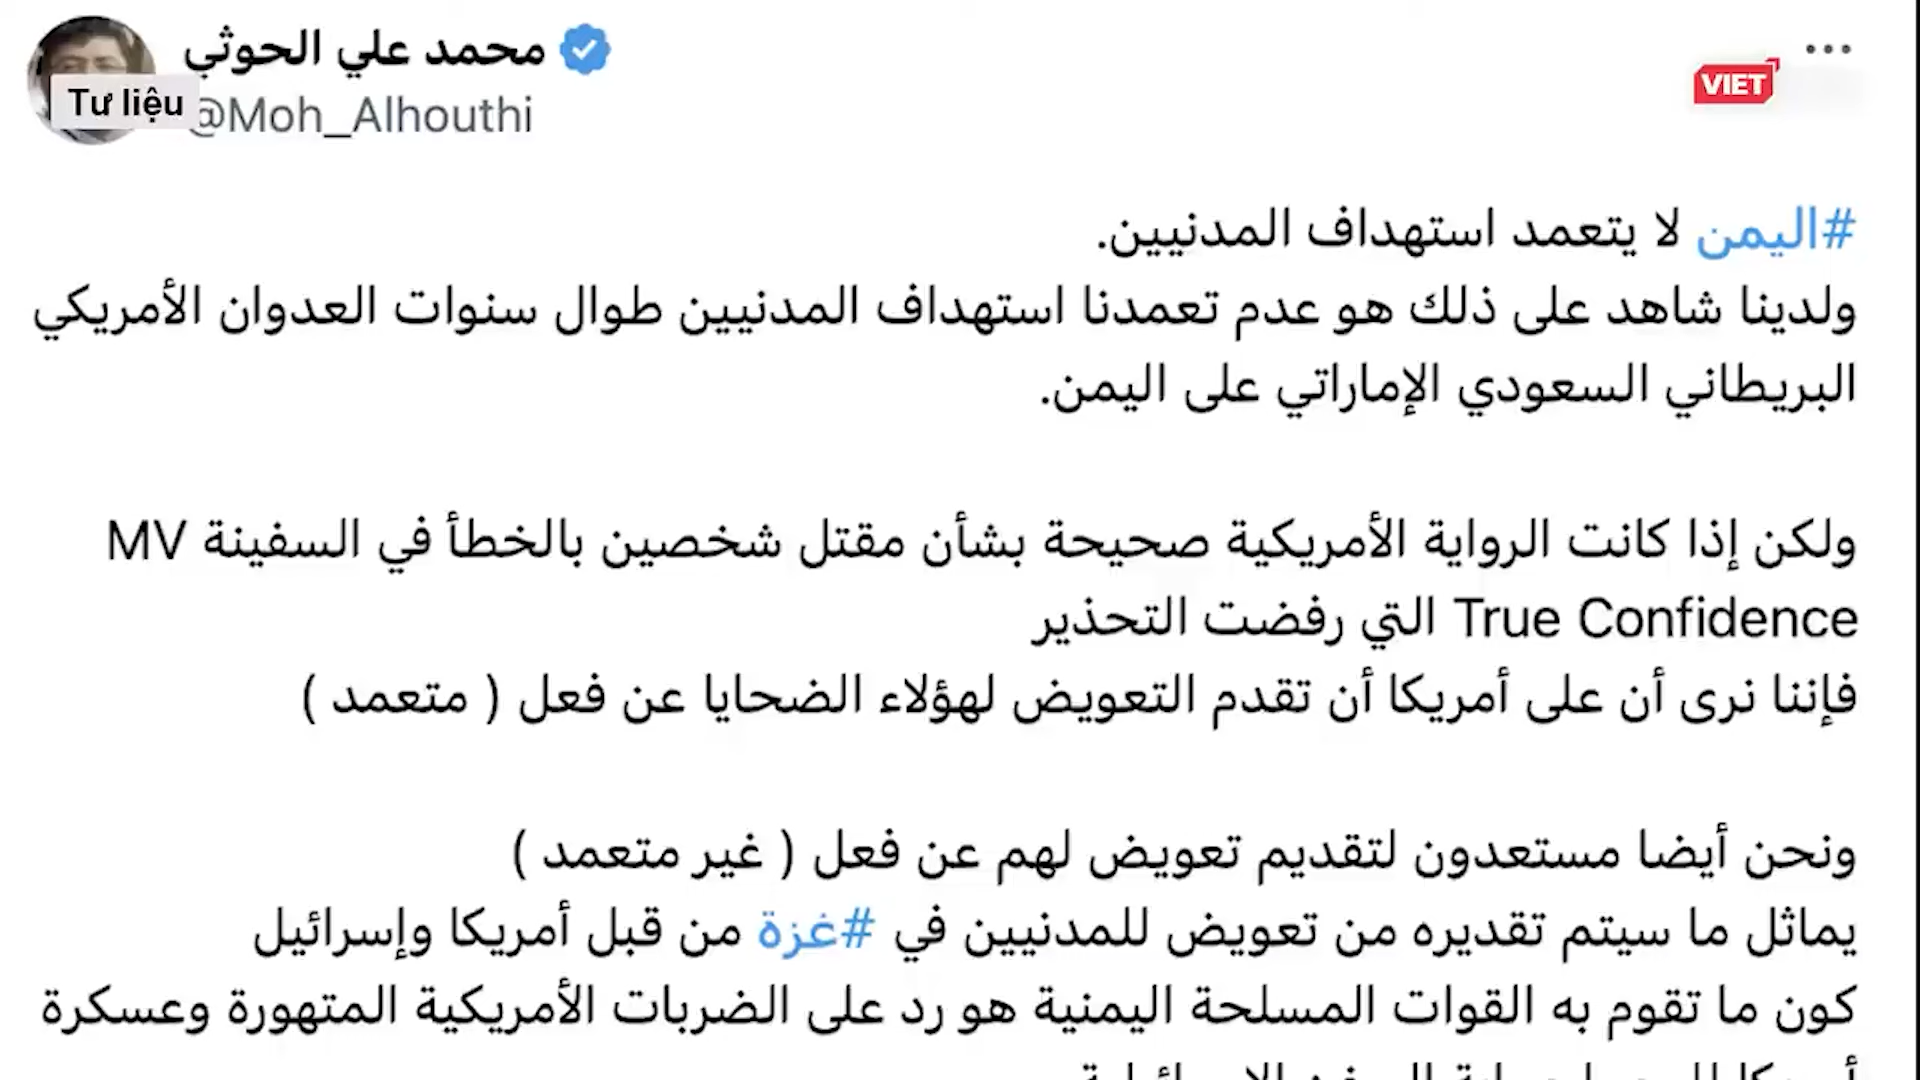 محمد علي الحوثي
Tư liệu
@Moh_Alhouthi
VIET
#اليمن لا يتعمد استهداف المدنيين.
ولدينا شاهد على ذلك هو عدم تعمدنا استهداف المدنيين طوال سنوات العدوان الأمريكي
البريطاني السعودي الإماراتي على اليمن.
ولكن إذا كانت الرواية الأمريكية صحيحة بشأن مقتل شخصين بالخطأ في السفينة MV
True Confidence التي رفضت التحذير
فإننا نرى أن على أمريكا أن تقدم التعويض لهؤلاء الضحايا عن فعل ( متعمد )
ونحن أيضا مستعدون لتقديم تعويض لهم عن فعل ( غير متعمد )
يماثل ما سيتم تقديره من تعويض للمدنيين في #غزة من قبل أمريكا وإسرائيل
كون ما تقوم به القوات المسلحة اليمنية هو رد على الضربات الأمريكية المتهورة وعسكرة